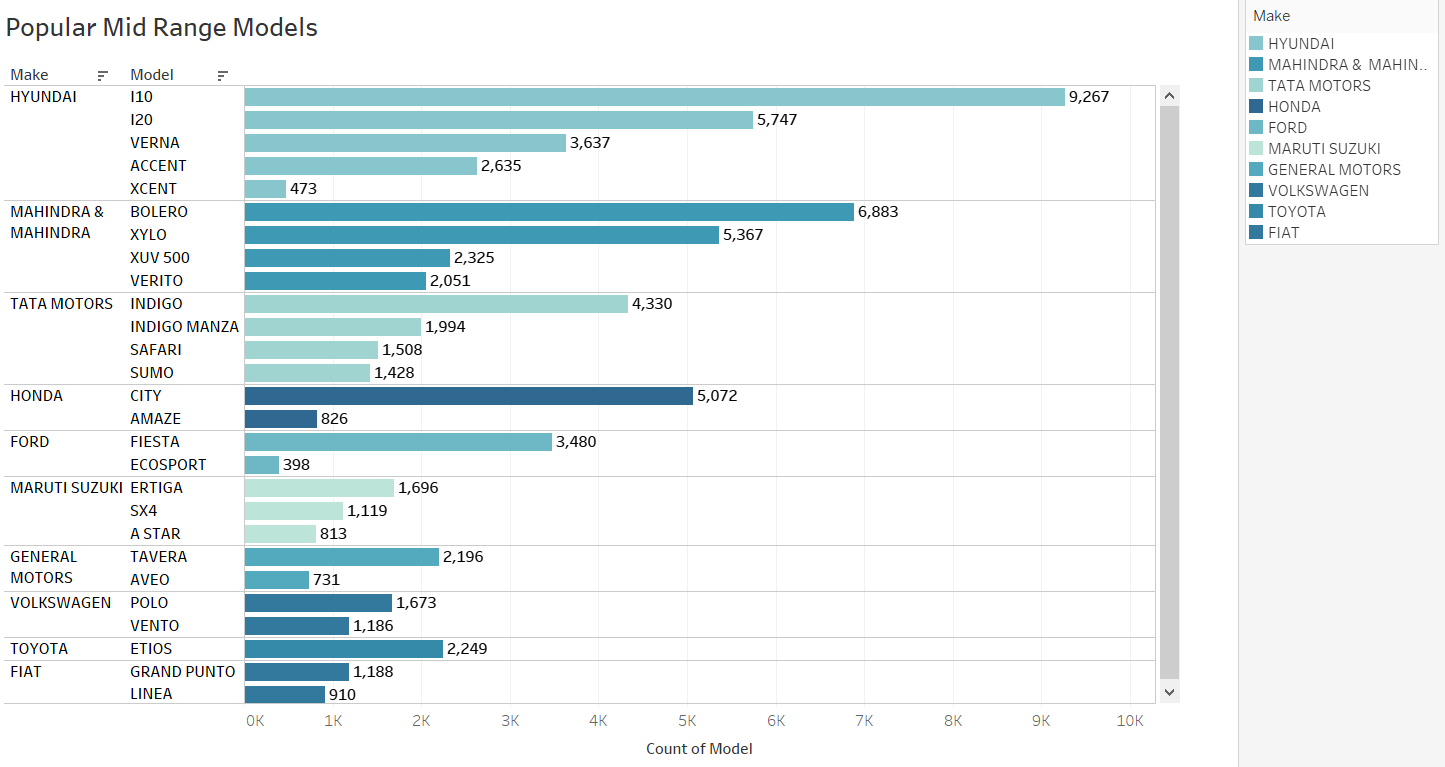 Popular Mid Range Models
Make Model
HYUNDAI I10 9,267
I20 5,747
VERNA 3,637
ACCENT 2,635
XCENT 473
MAHINDRA & BOLERO 6,883
MAHINDRA XYLO 5,367
XUV 500 2,325
VERITO 2,051
TATA MOTORS INDIGO 4,330
INDIGO MANZA 1,994
SAFARI 1,508
SUMO 1,428
HONDA CITY 5,072
AMAZE 826
FORD FIESTA 3,480
ECOSPORT 398
MARUTI SUZUKI ERTIGA 1,696
SX4 1,119
A STAR 813
GENERAL TAVERA 2,196
MOTORS AVEO 731
VOLKSWAGEN POLO 1,673
VENTO 1,186
TOYOTA ETIOS 2,249
FIAT GRAND PUNTO 1,188
LINEA 910
0K 1K 2K 3K 4K 5K 6K 7K 8K 9K 10K
Count of Model
Make
HYUNDAI
MAHINDRA & MAHIN..
TATA MOTORS
HONDA
FORD
MARUTI SUZUKI
GENERAL MOTORS
VOLKSWAGEN
TOYOTA
FIAT